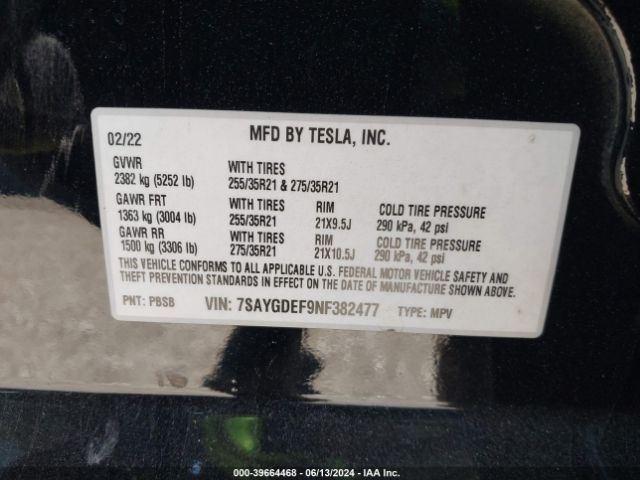 02/22 MFD BY TESLA, INC.
GVWR WITH TIRES
2382 kg (5252 lb) 255/35R21 & 275/35R21
GAWR FRT WITH TIRES RIM COLD TIRE PRESSURE
1363 kg (3004 lb) 255/35R21 21X9.5J 290 kPa, 42 psi
GAWR RR WITH TIRES RIM COLD TIRE PRESSURE
1500 kg (3306 lb) 275/35R21 21X10.5J 290 kPa, 42 psi
THIS VEHICLE CONFORMS TO ALL APPLICABLE U.S. FEDERAL MOTOR VEHICLE SAFETY AND
THEFT PREVENTION STANDARDS IN EFFECT ON THE DATE OF MANUFACTURE SHOWN ABOVE.
PNT: PBSB VIN: 7SAYGDEF9NF382477 TYPE: MPV
000-39664468 - 06/13/2024 - IAA Inc.